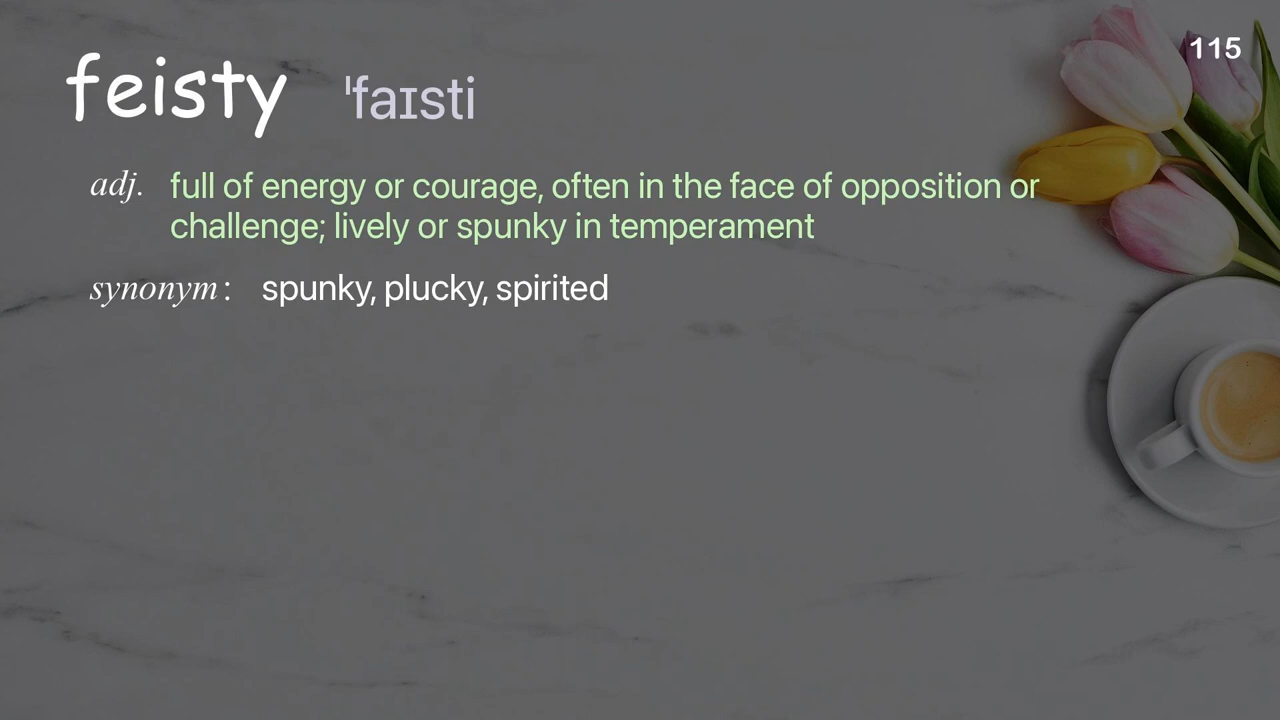 115
feisty ˈfaɪsti
adj. full of energy or courage, often in the face of opposition or
challenge; lively or spunky in temperament
synonym : spunky, plucky, spirited